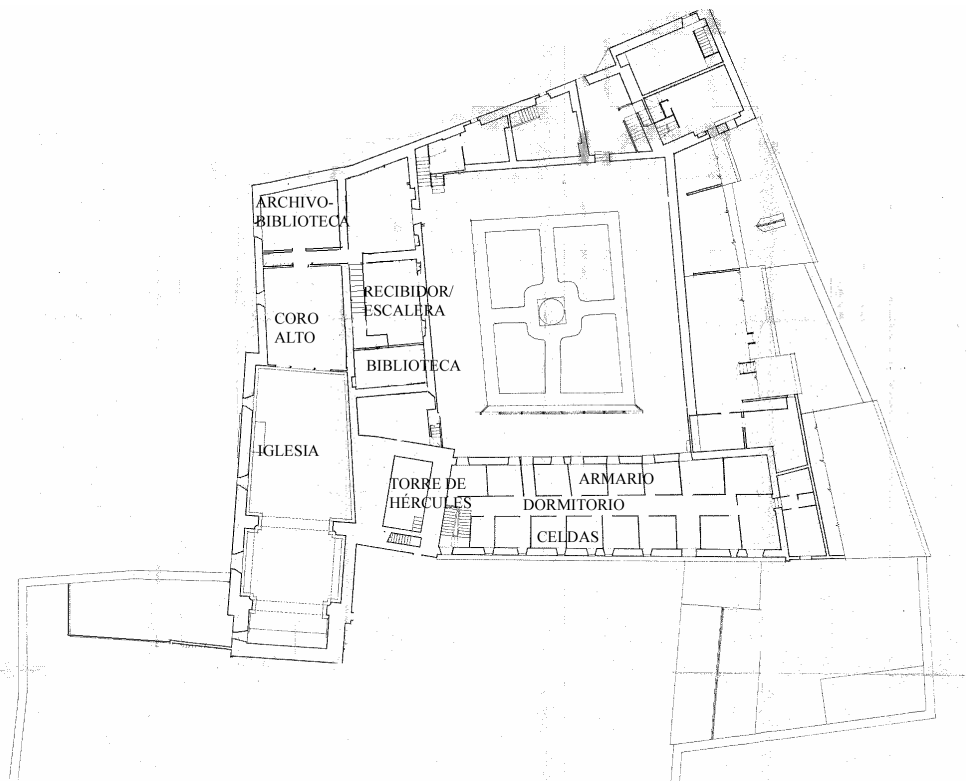 ARCHIVO-
BIBLIOTECA
RECIBIDOR/
ESCALERA
CORO
ALTO
BIBLIOTECA
IGLESIA
TORRE DE
HÉRCULES
ARMARIO
DORMITORIO
CELDAS